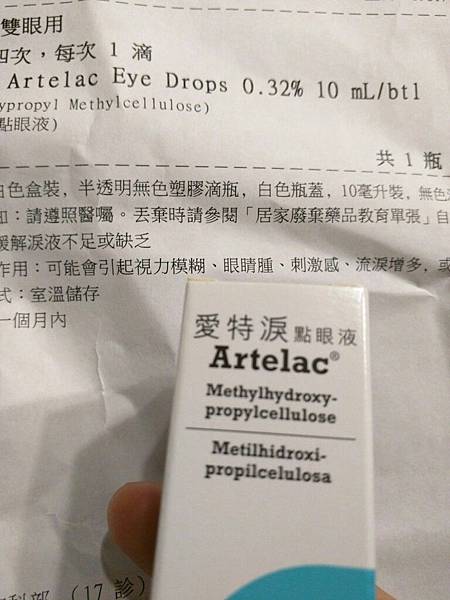 雙眼用
四次，每次 1 滴
Artelac Eye Drops 0.32% 10 mL/btl
ypropyl Methylcellulose)
點眼液)
共 1 瓶
白色盒裝, 半透明無色塑膠滴瓶, 白色瓶蓋, 10毫升裝, 無色
知：請遵照醫囑。丟棄時請參閱「居家廢棄藥品教育單張」自
緩解淚液不足或缺乏
作用：可能會引起視力模糊、眼睛腫、刺激感、流淚增多, 或
式：室溫儲存
一個月內
愛特淚點眼液
Artelac®
Methylhydroxy-
propylcellulose
Metilhidroxi-
propilcelulosa
科部 (17 診)